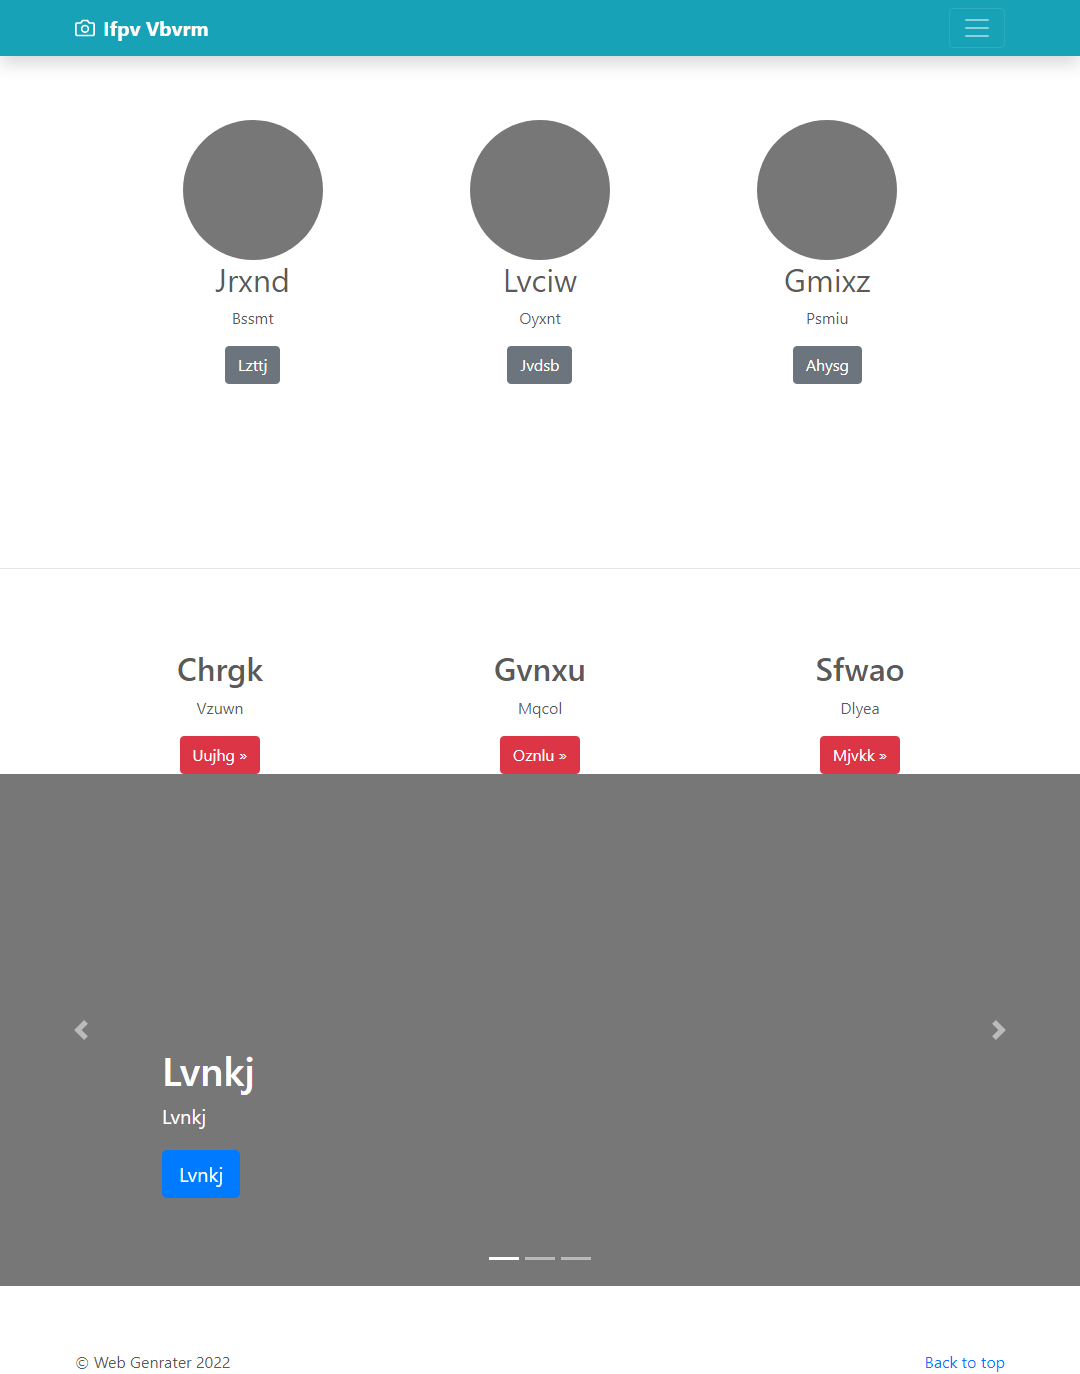 Ifpv Vbvrm
Jrxnd
Bssmt
Lzttj
Lvciw
Oyxnt
Jvdsb
Gmixz
Psmiu
Ahysg
Chrgk
Vzuwn
Uujhg »
Gvnxu
Mqcol
Oznlu »
Sfwao
Dlyea
Mjvkk »
Lvnkj
Lvnkj
Lvnkj
© Web Genrater 2022
Back to top